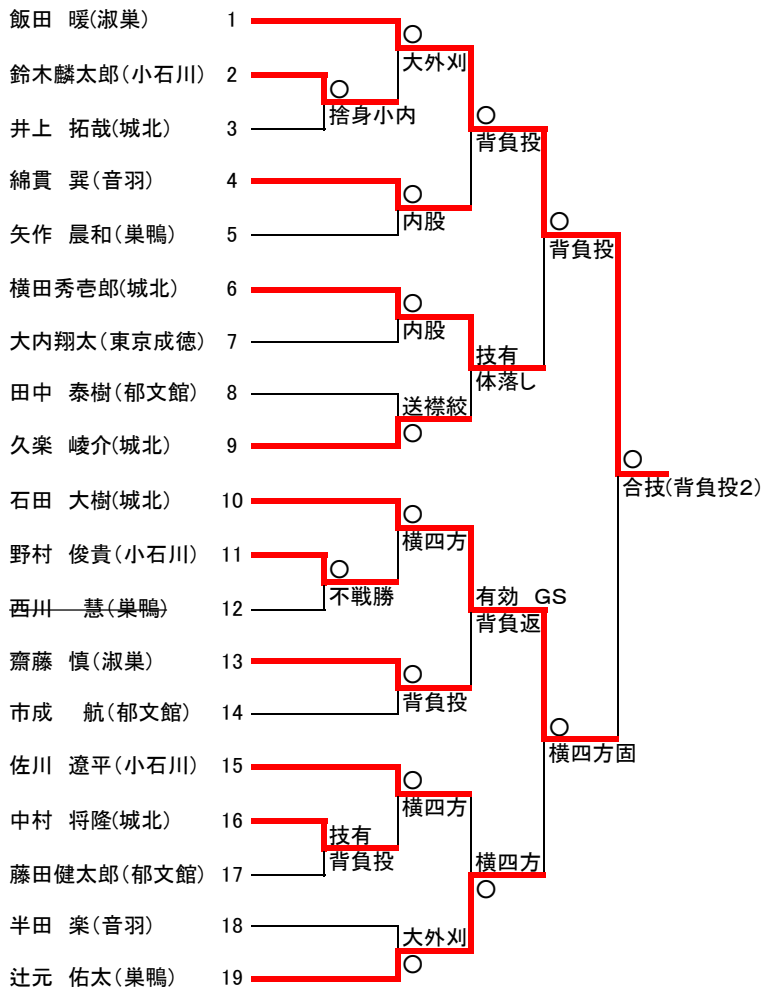 飯田　暖(淑巣)　1
○
大外刈
鈴木麟太郎(小石川)　2
○
捨身小内
○
背負投
井上　拓哉(城北)　3
綿貫　巽(音羽)　4
○
内股
矢作　晨和(巣鴨)　5
○
背負投
横田秀壱郎(城北)　6
○
内股
大内翔太(東京成徳)　7
技有
体落し
田中　泰樹(郁文館)　8
送襟絞
○
久楽　崚介(城北)　9
○
合技(背負投２)
石田　大樹(城北)　10
○
横四方
野村　俊貴(小石川)　11
○
不戦勝
有効　GS
背負返
西川　慧(巣鴨)　12
齋藤　慎(淑巣)　13
○
背負投
市成　航(郁文館)　14
○
横四方固
佐川　遼平(小石川)　15
○
横四方
中村　将隆(城北)　16
技有
背負投
藤田健太郎(郁文館)　17
横四方
○
半田　楽(音羽)　18
大外刈
○
辻元　佑太(巣鴨)　19